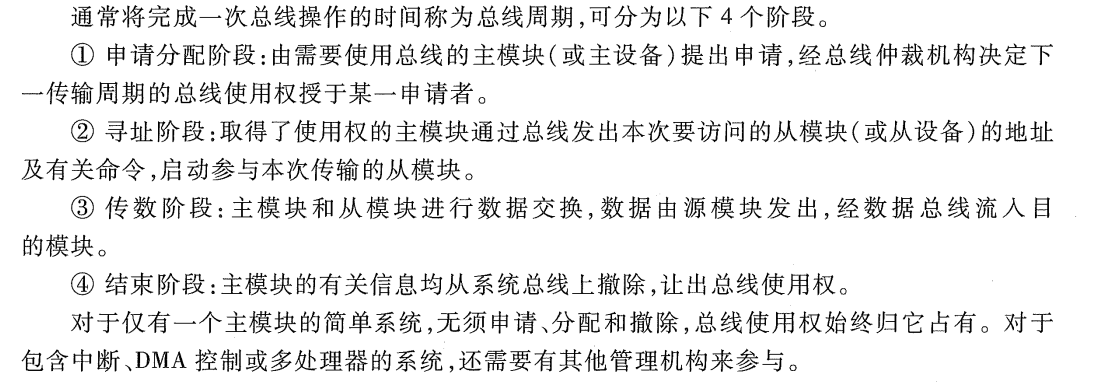 通常将完成一次总线操作的时间称为总线周期,可分为以下 4 个阶段。
① 申请分配阶段:由需要使用总线的主模块(或主设备)提出申请,经总线仲裁机构决定下
一传输周期的总线使用权授于某一申请者。
② 寻址阶段:取得了使用权的主模块通过总线发出本次要访问的从模块(或从设备)的地址
及有关命令,启动参与本次传输的从模块。
③ 传数阶段:主模块和从模块进行数据交换,数据由源模块发出,经数据总线流入目
的模块。
④ 结束阶段:主模块的有关信息均从系统总线上撤除,让出总线使用权。
对于仅有一个主模块的简单系统,无须申请、分配和撤除,总线使用权始终归它占有。对于
包含中断、DMA 控制或多处理器的系统,还需要有其他管理机构来参与。